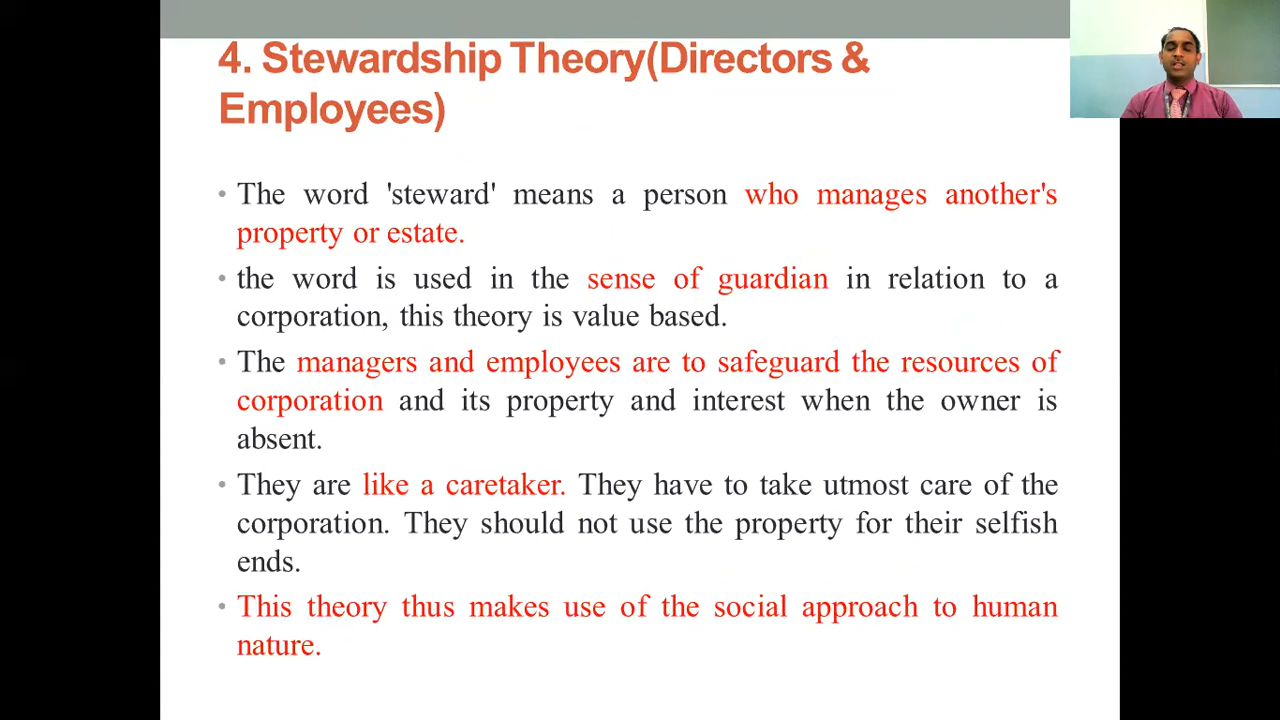 4. Stewardship Theory(Directors &
Employees)
• The word 'steward' means a person who manages another's
property or estate.
• the word is used in the sense of guardian in relation to a
corporation, this theory is value based.
• The managers and employees are to safeguard the resources of
corporation and its property and interest when the owner is
absent.
• They are like a caretaker. They have to take utmost care of the
corporation. They should not use the property for their selfish
ends.
• This theory thus makes use of the social approach to human
nature.